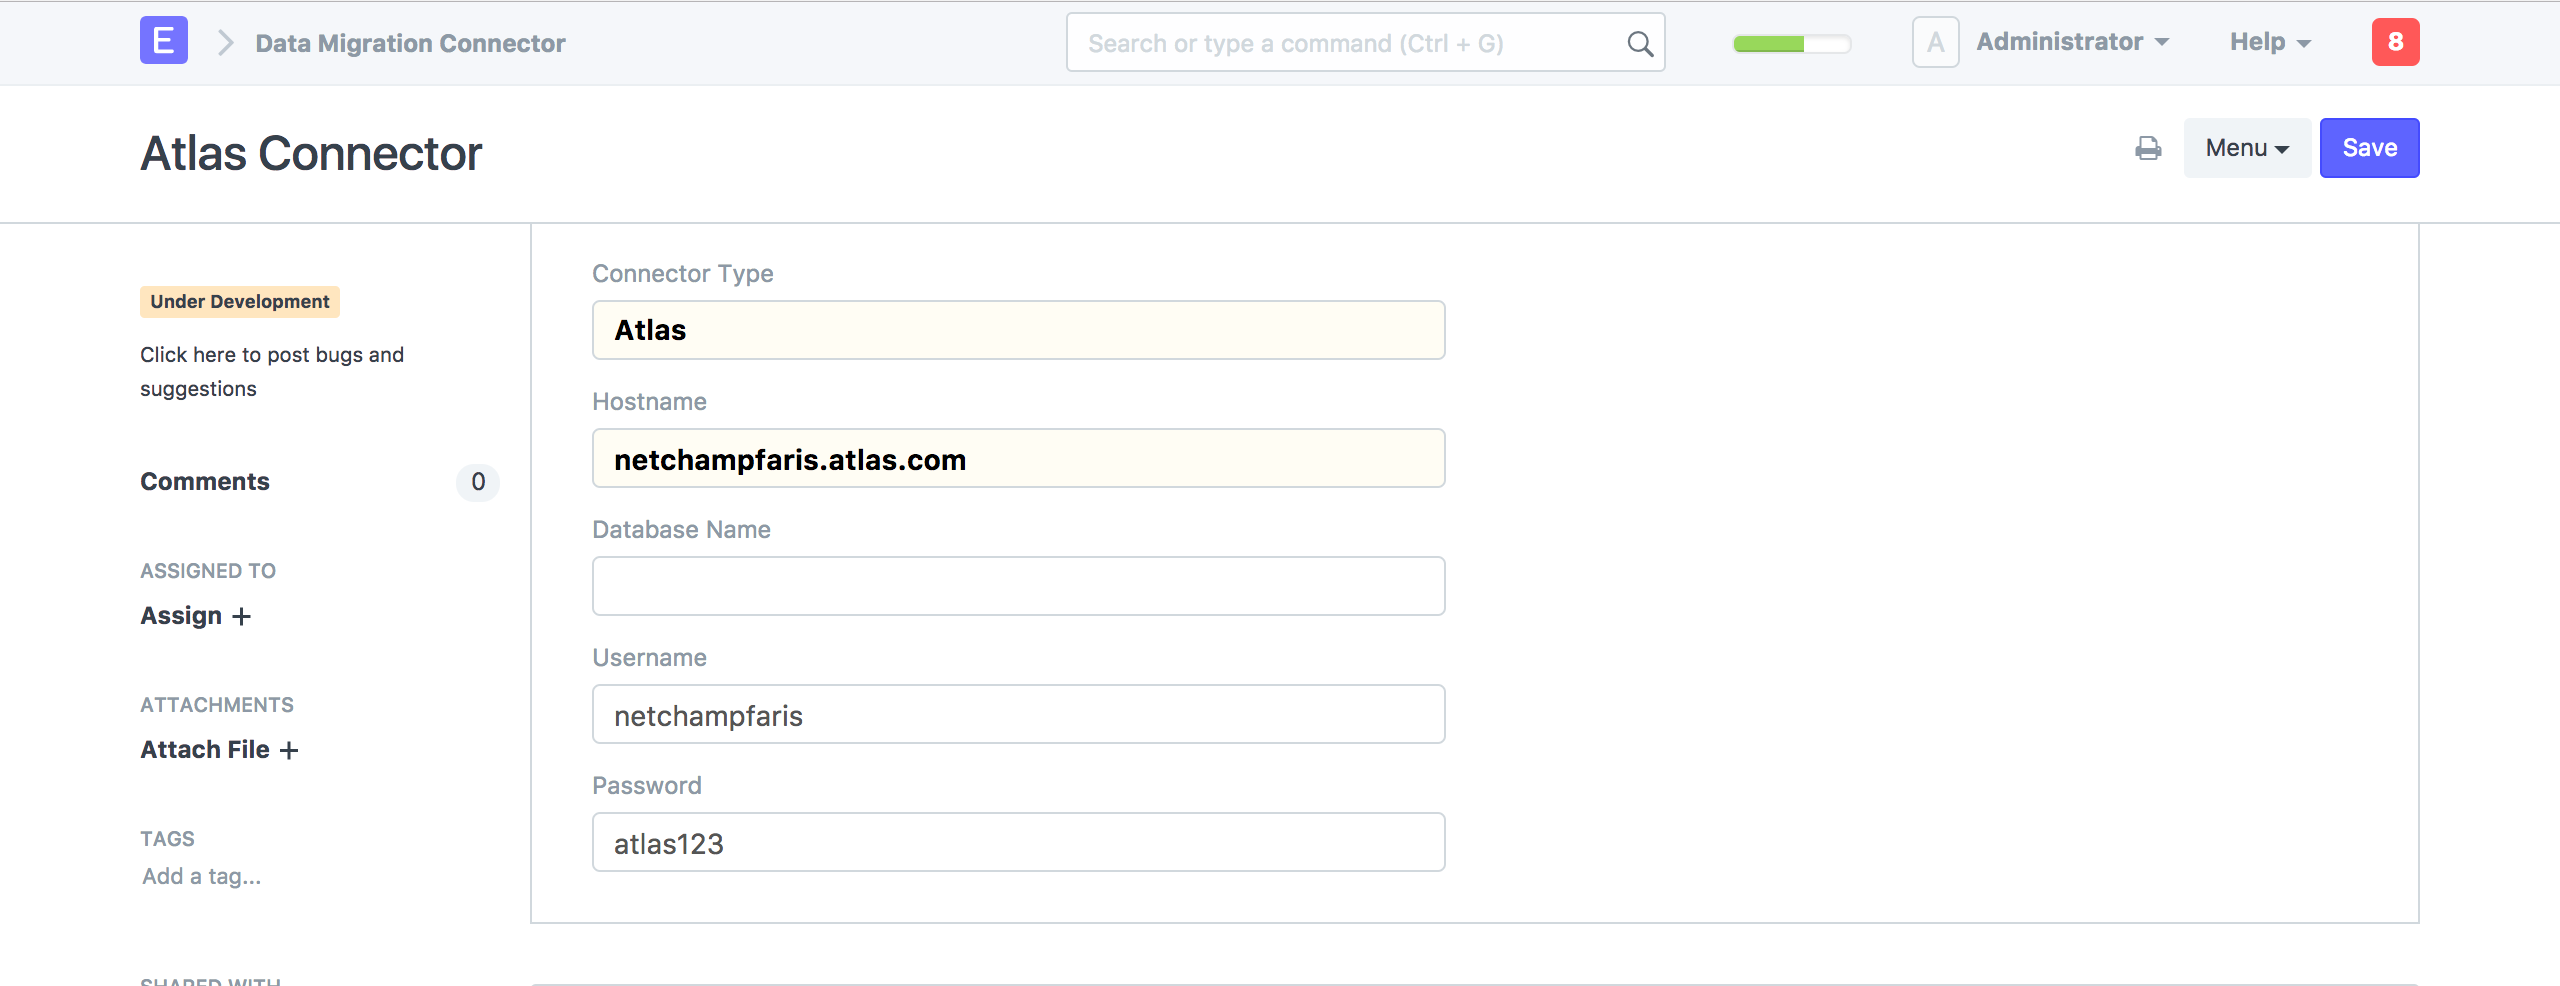 E Data Migration Connector Search or type a command (Ctrl + G) A Administrator Help 8
Atlas Connector Menu Save
Under Development
Click here to post bugs and
suggestions
Comments 0
ASSIGNED TO
Assign +
ATTACHMENTS
Attach File +
TAGS
Add a tag...
SHARED WITH
Connector Type
Atlas
Hostname
netchampfaris.atlas.com
Database Name
Username
netchampfaris
Password
atlas123